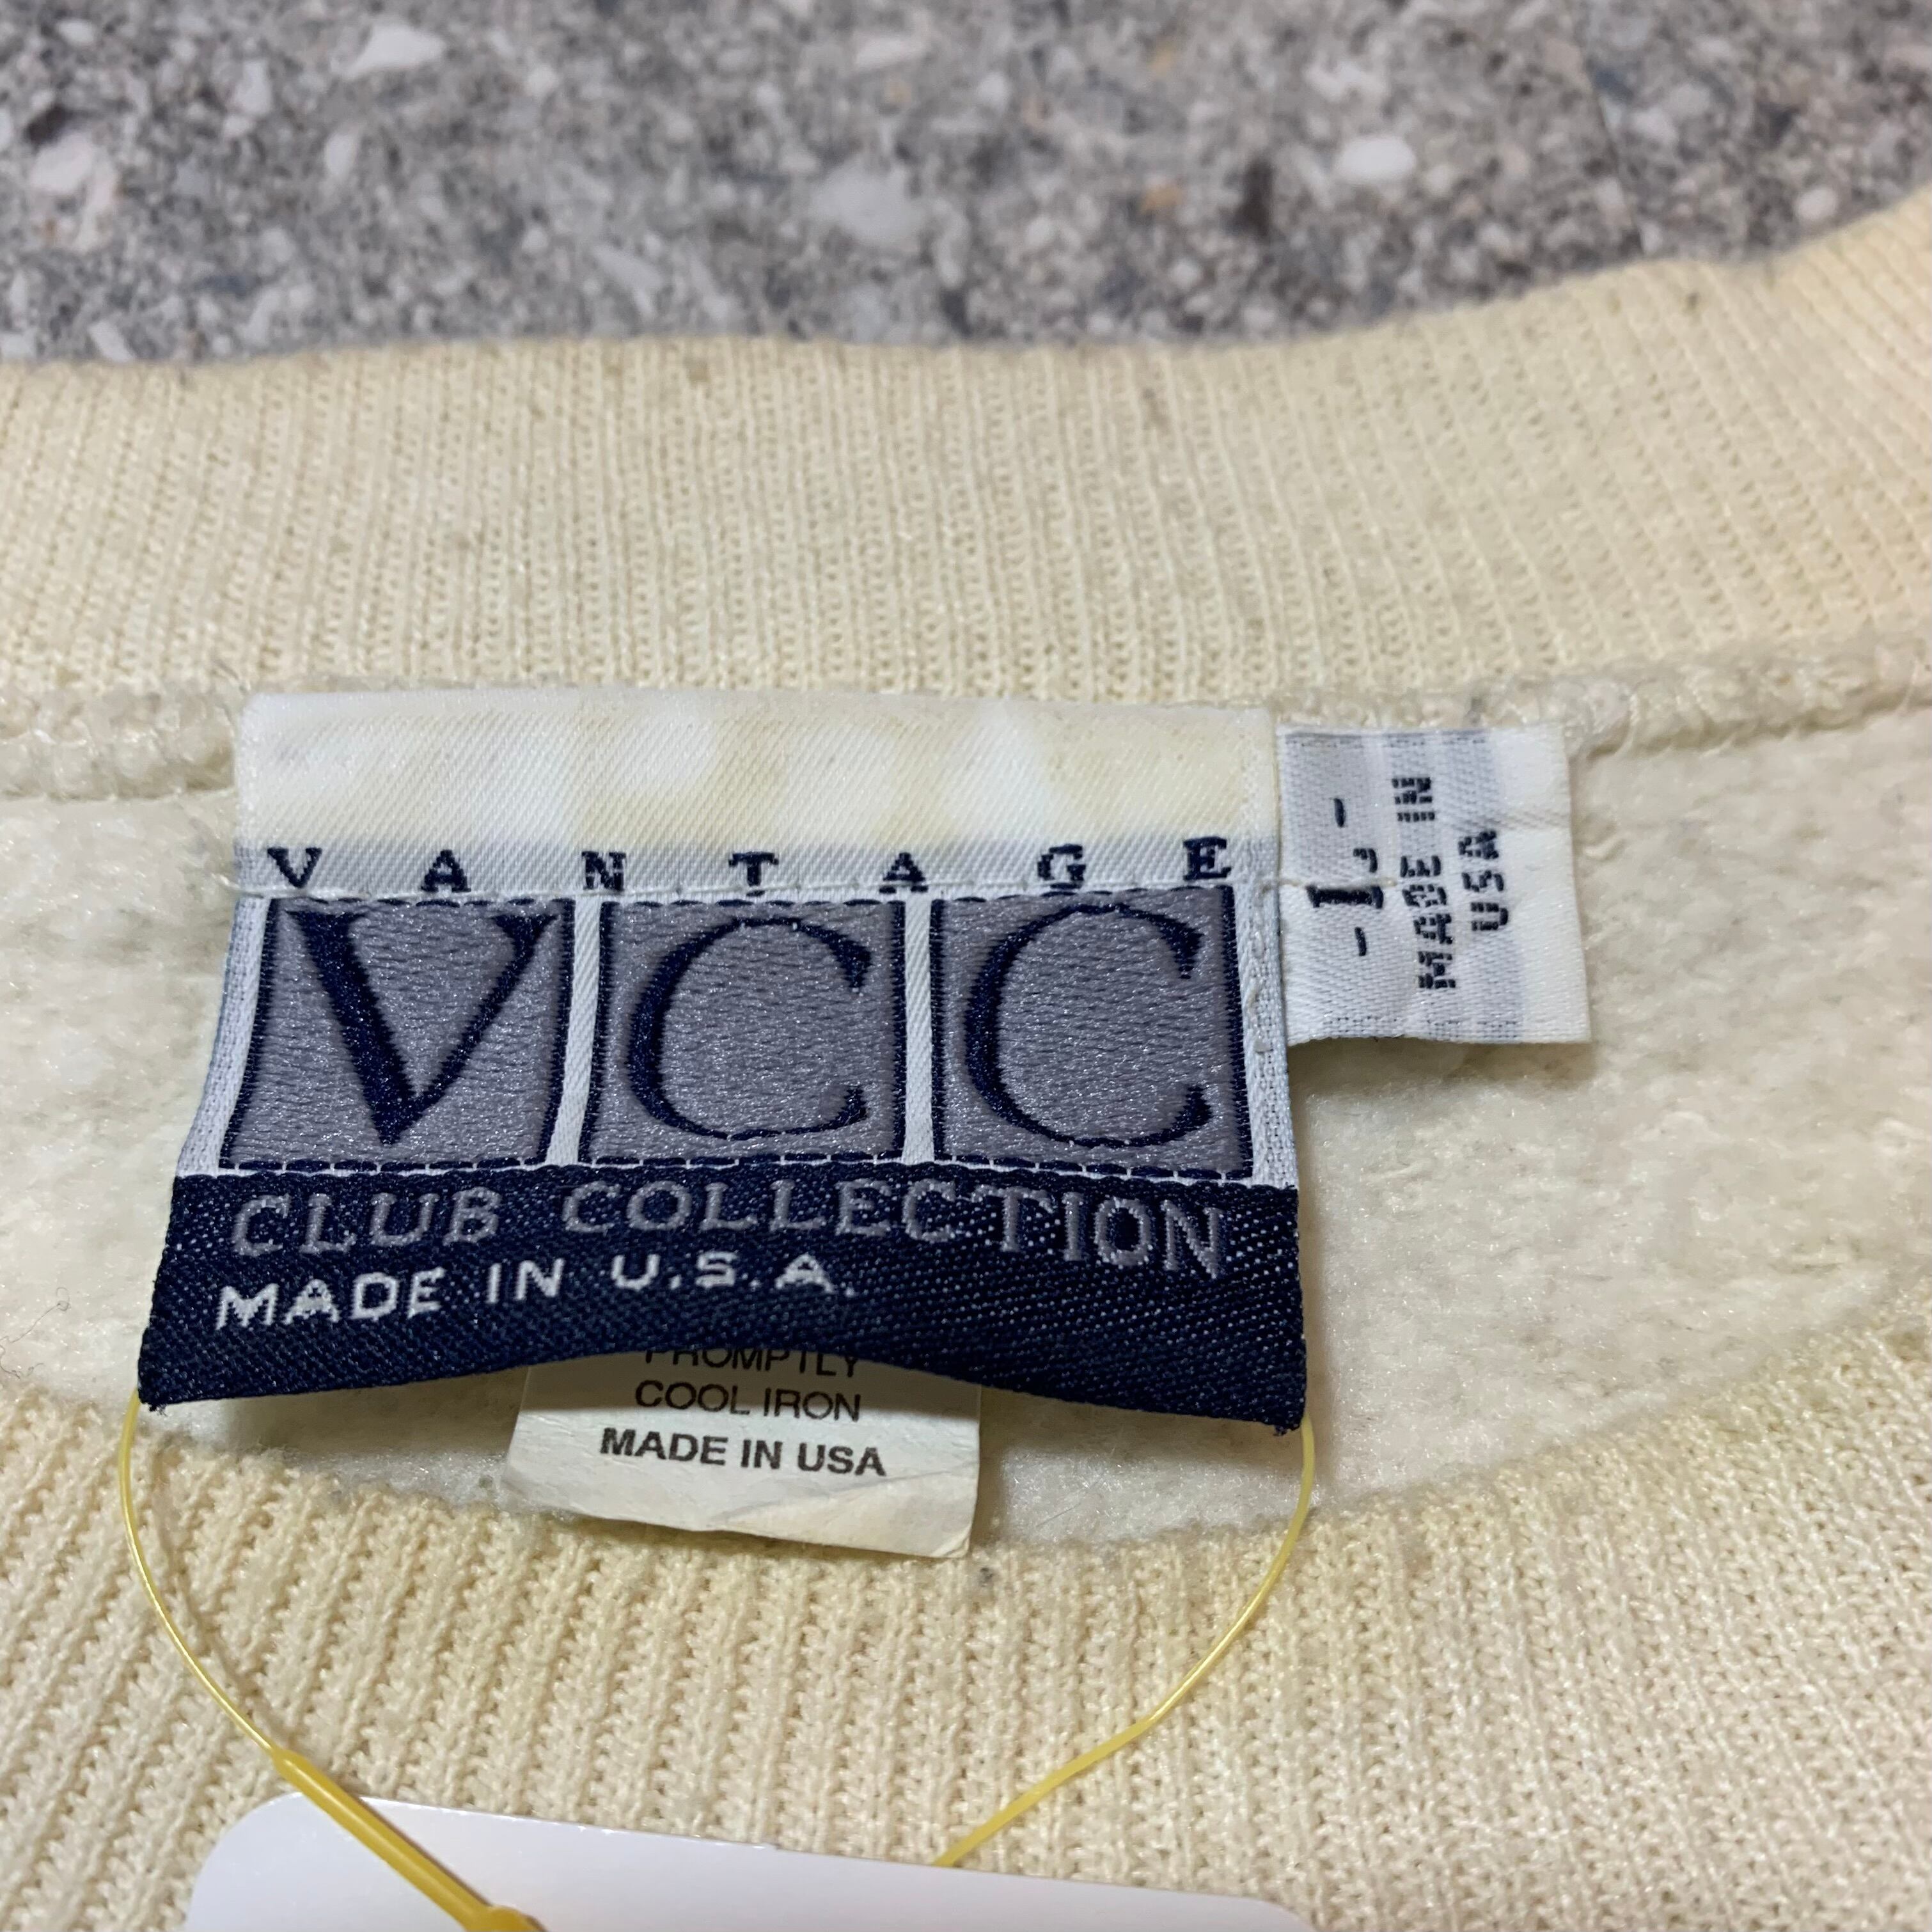 VANTAGE
VCC
CLUB COLLECTION
MADE IN U.S.A.
- L -
MADE IN
USA
PROMPTLY
COOL IRON
MADE IN USA